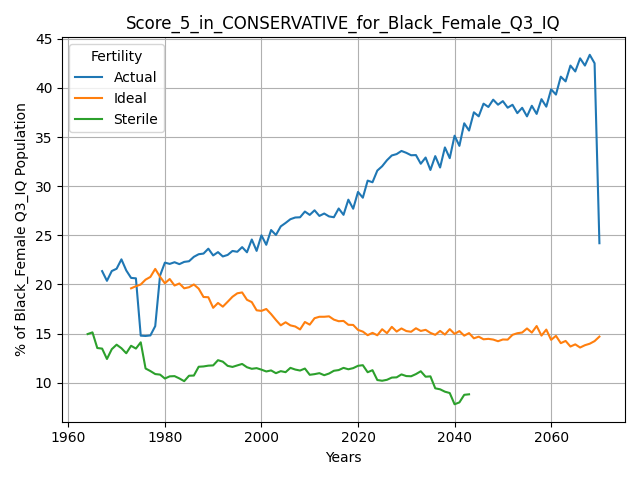 Score_5_in_CONSERVATIVE_for_Black_Female_Q3_IQ
% of Black_Female Q3_IQ Population
45
40
35
30
25
20
15
10
Fertility
Actual
Ideal
Sterile
1960 1980 2000 2020 2040 2060
Years